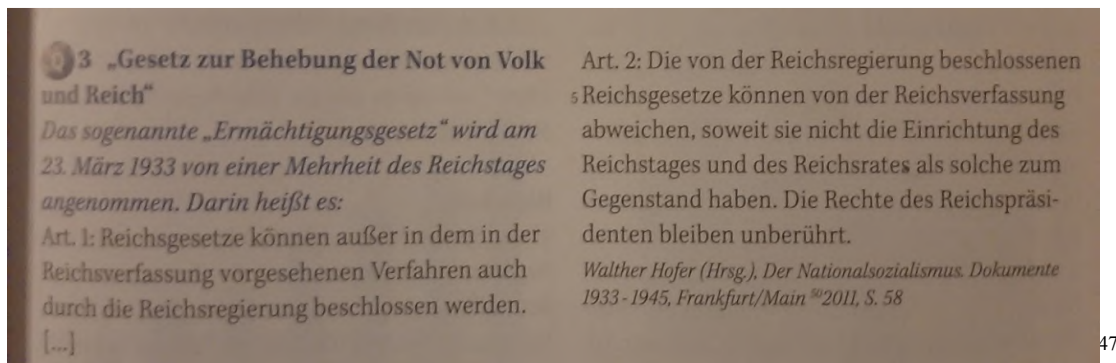 3 „Gesetz zur Behebung der Not von Volk
und Reich“
Das sogenannte „Ermächtigungsgesetz“ wird am
23. März 1933 von einer Mehrheit des Reichstages
angenommen. Darin heißt es:
Art. 1: Reichsgesetze können außer in dem in der
Reichsverfassung vorgesehenen Verfahren auch
durch die Reichsregierung beschlossen werden.
[...]
Art. 2: Die von der Reichsregierung beschlossenen
5 Reichsgesetze können von der Reichsverfassung
abweichen, soweit sie nicht die Einrichtung des
Reichstages und des Reichsrates als solche zum
Gegenstand haben. Die Rechte des Reichspräsi-
denten bleiben unberührt.
Walther Hofer (Hrsg.), Der Nationalsozialismus. Dokumente
1933-1945, Frankfurt/Main ⁵⁰2011, S. 58
47